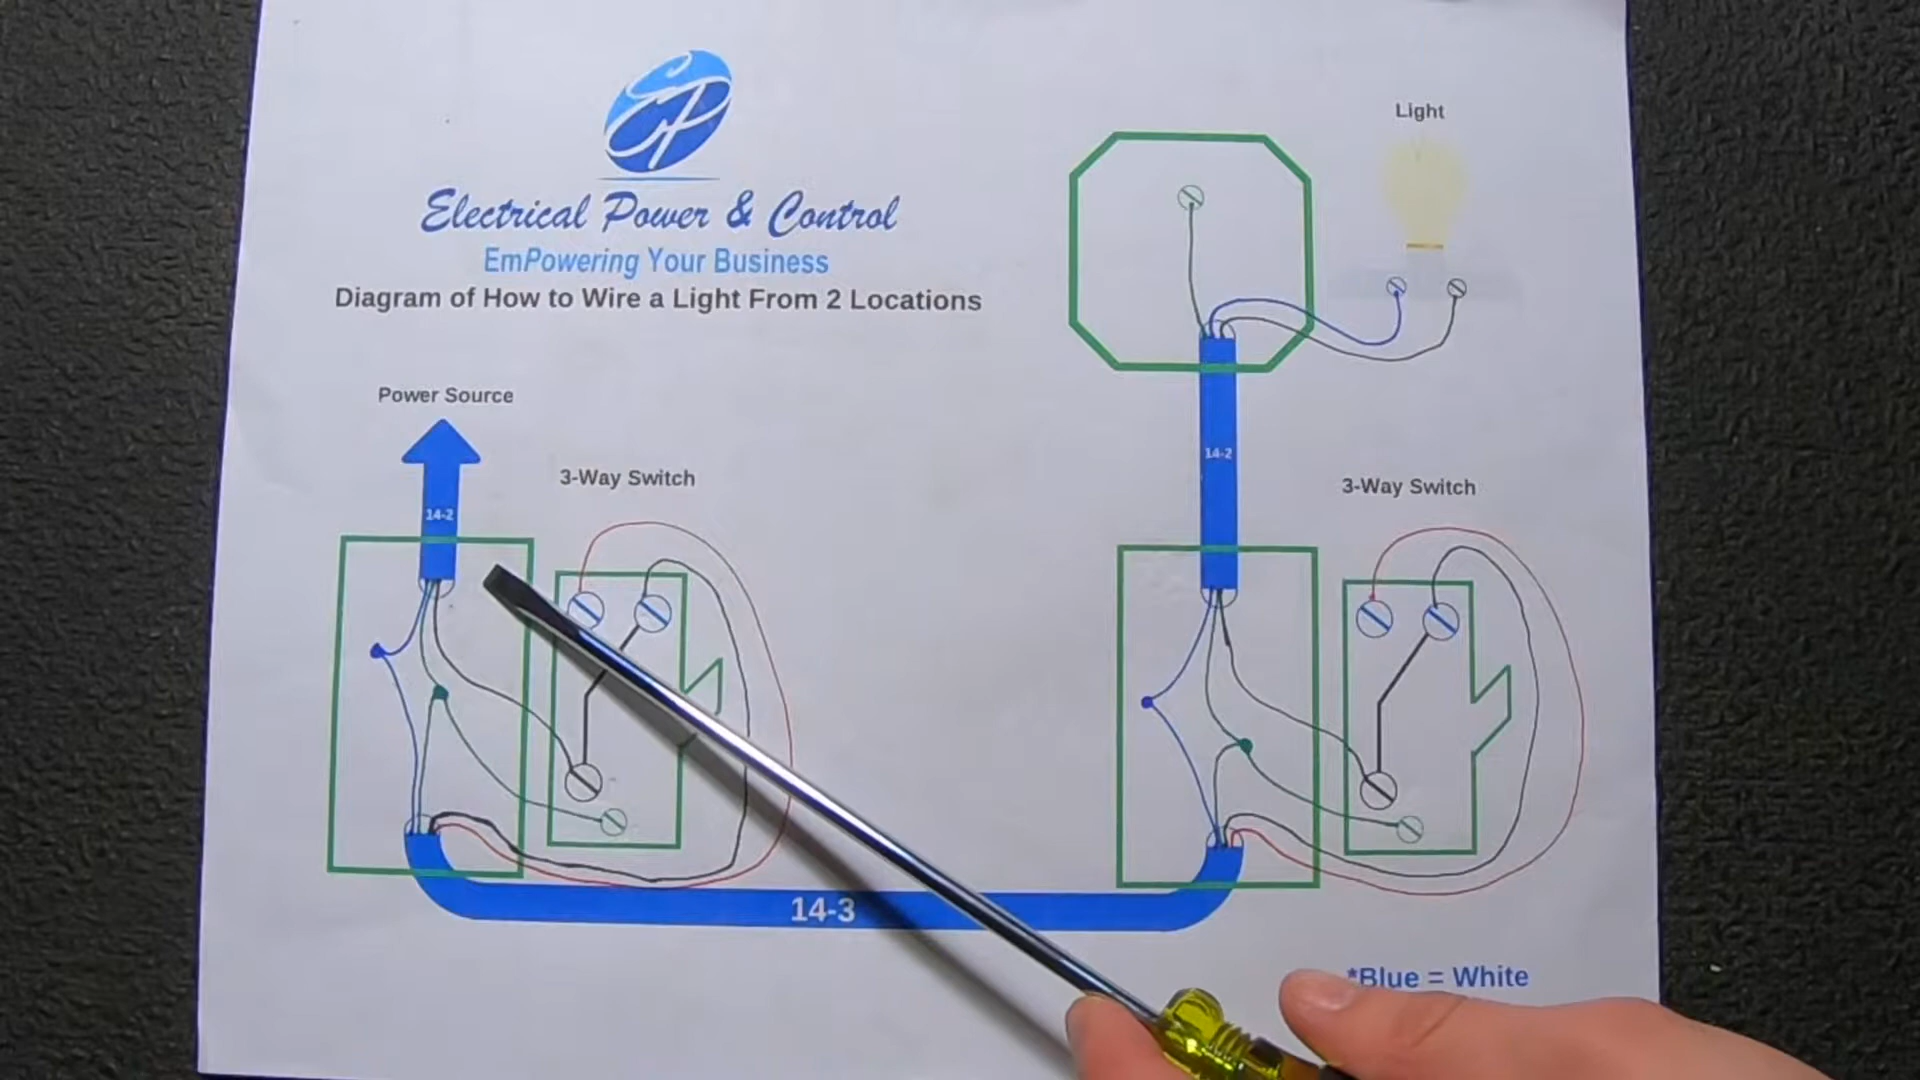 EP
Electrical Power & Control
EmPowering Your Business
Diagram of How to Wire a Light From 2 Locations
Light
Power Source
14-2
3-Way Switch
14-2
3-Way Switch
14-3
*Blue = White